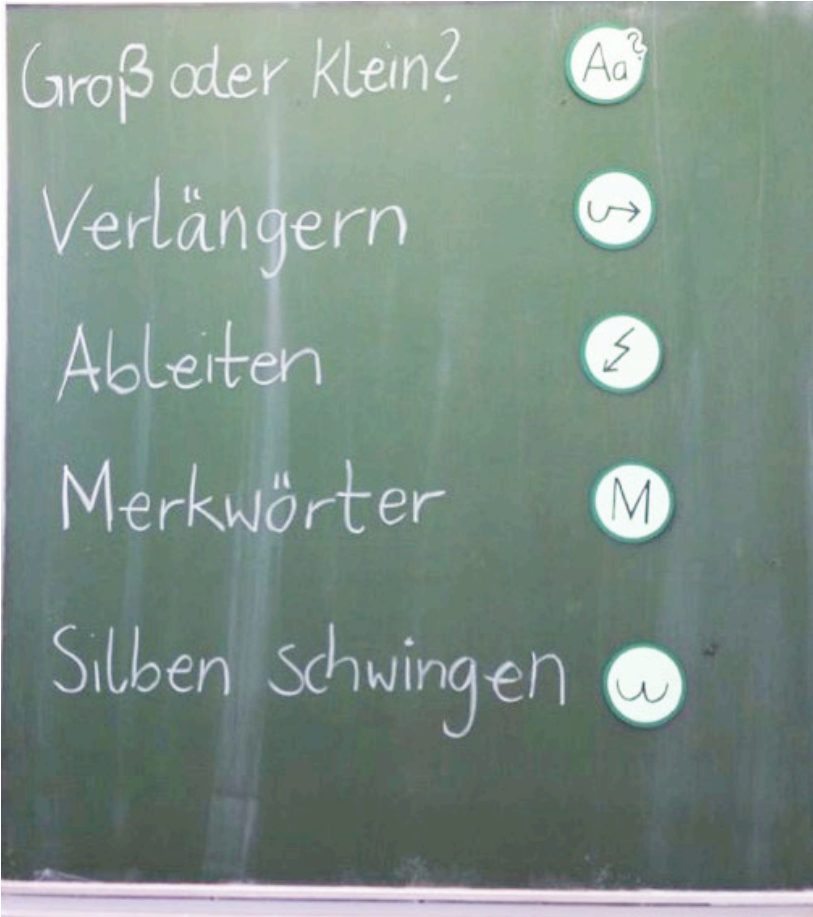 Groß oder klein? Aa?
Verlängern
Ableiten
Merkwörter M
Silben schwingen